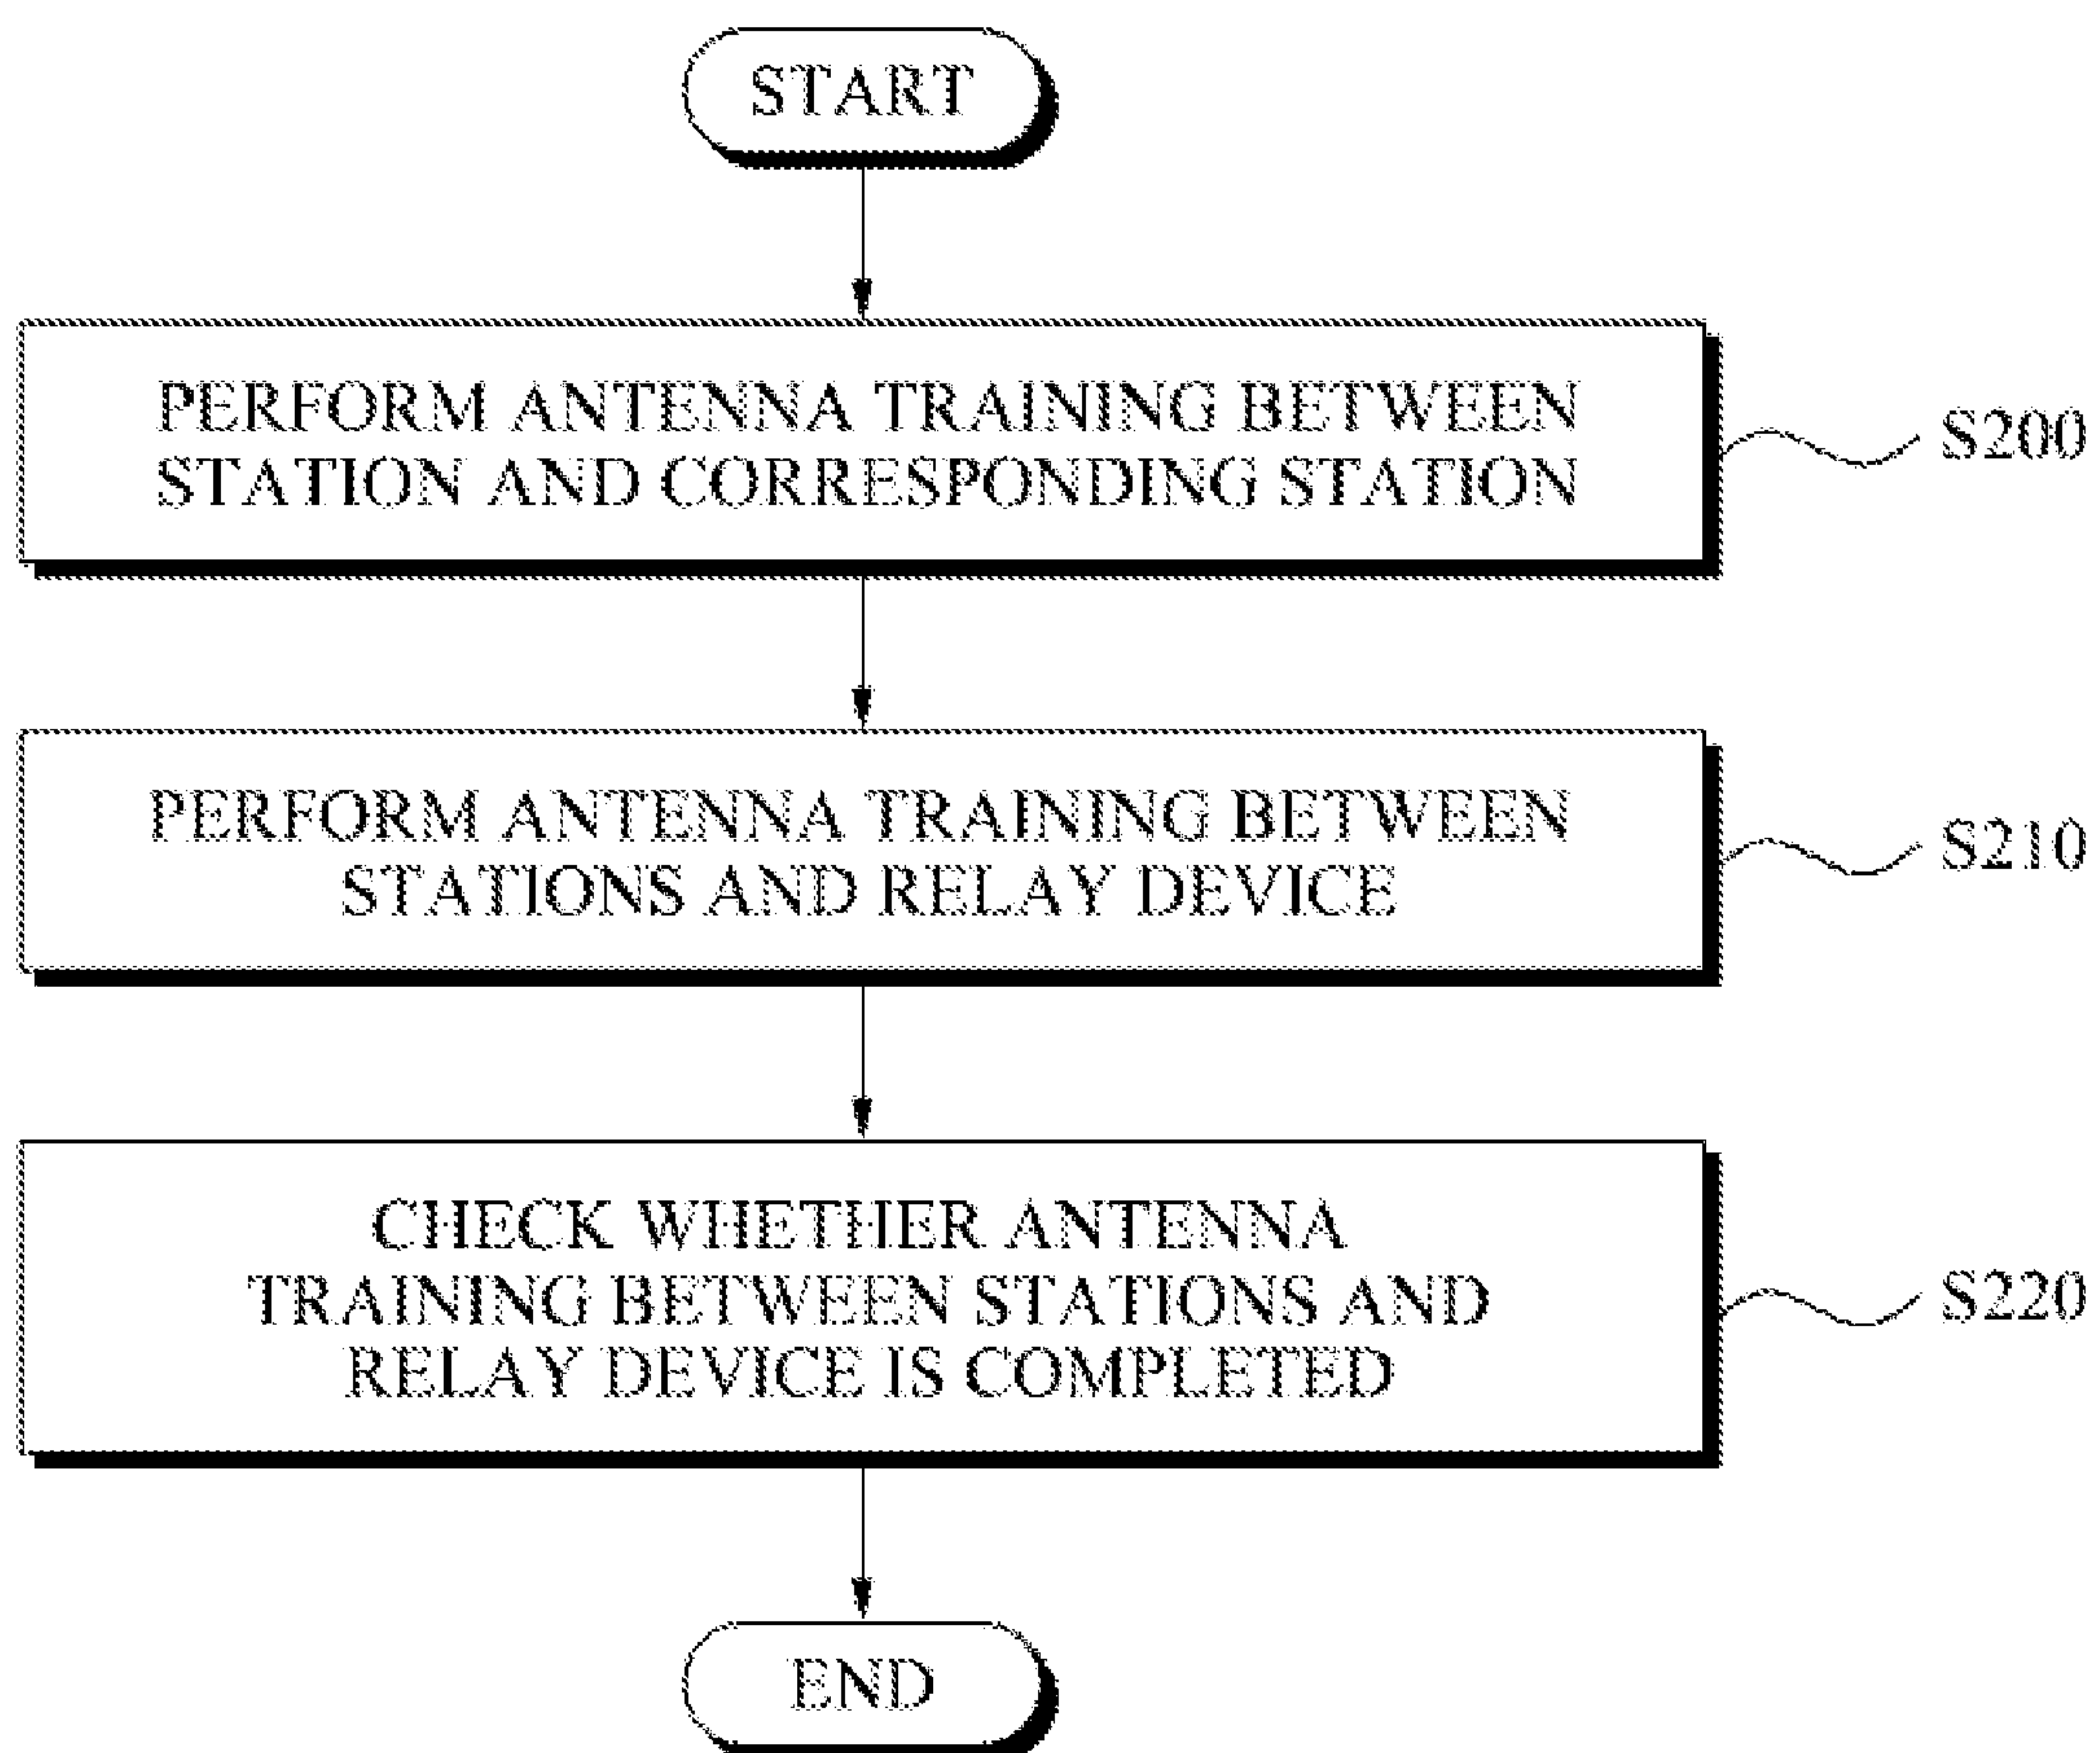 START
PERFORM ANTENNA TRAINING BETWEEN
STATION AND CORRESPONDING STATION
S200
PERFORM ANTENNA TRAINING BETWEEN
STATIONS AND RELAY DEVICE
S210
CHECK WHETHER ANTENNA
TRAINING BETWEEN STATIONS AND
RELAY DEVICE IS COMPLETED
S220
END